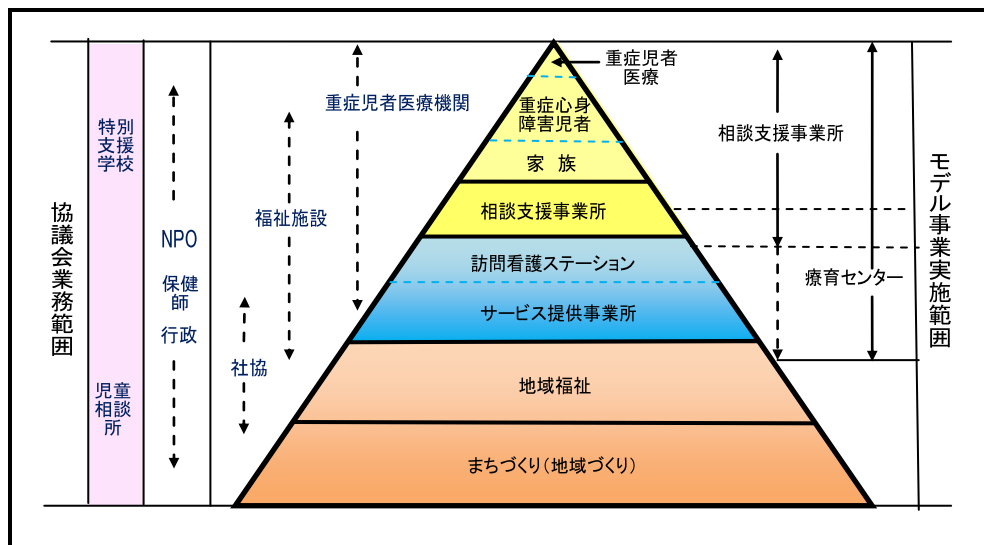 協議会業務範囲
特別
支援
学校
児童
相談
所
NPO
保健
師
行政
社協
福祉施設
重症児者医療機関
重症児者
医療
重症心身
障害児者
家 族
相談支援事業所
訪問看護ステーション
サービス提供事業所
地域福祉
まちづくり(地域づくり)
相談支援事業所
療育センター
モデル事業実施範囲